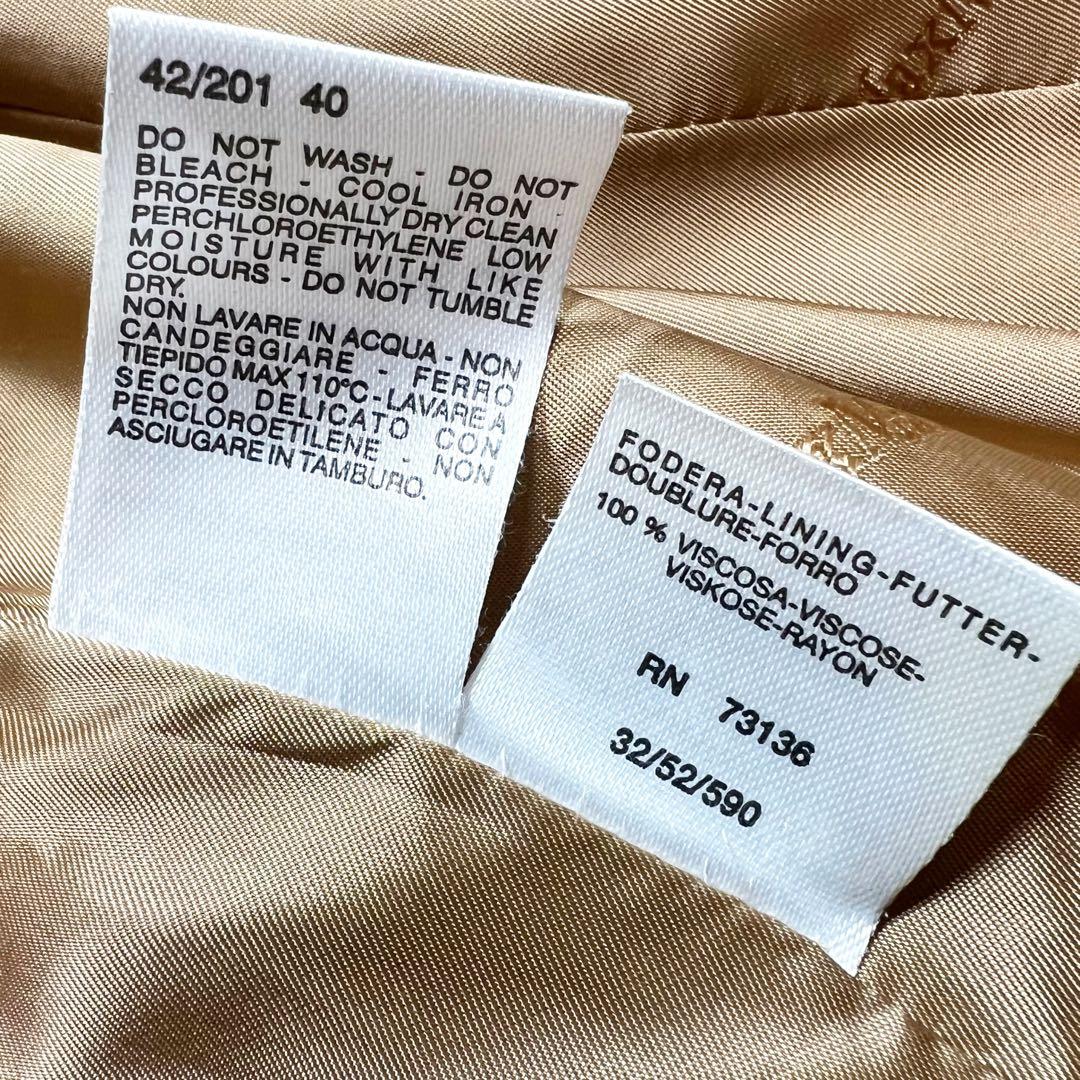 42/201 40
DO NOT WASH - DO NOT
BLEACH - COOL IRON -
PROFESSIONALLY DRY CLEAN
PERCHLOROETHYLENE LOW
MOISTURE WITH LIKE
COLOURS - DO NOT TUMBLE
DRY.
NON LAVARE IN ACQUA - NON
CANDEGGIARE - FERRO
TIEPIDO MAX 110°C - LAVARE A
SECCO DELICATO CON
PERCLOROETILENE - NON
ASCIUGARE IN TAMBURO.
FODERA-LINING-FUTTER-
DOUBLURE-FORRO
100 % VISCOSA-VISCOSE-
VISKOSE-RAYON
RN 73136
32/52/590